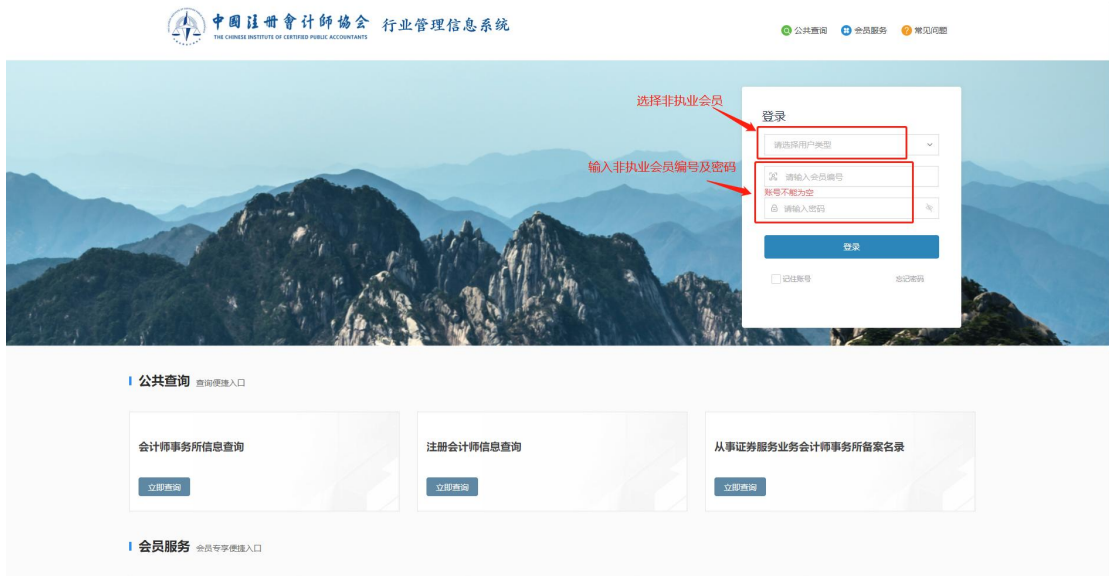 中国注册會计师協会 行业管理信息系统
THE CHINESE INSTITUTE OF CERTIFIED PUBLIC ACCOUNTANTS
公共查询 会员服务 ? 常见问题
选择非执业会员
登录
请选择用户类型
输入非执业会员编号及密码
请输入会员编号
账号不能为空
请输入密码
登录
记住账号 忘记密码
公共查询 查询便捷入口
会计师事务所信息查询 注册会计师信息查询 从事证券服务业务会计师事务所备案名录
立即查询 立即查询 立即查询
会员服务 会员专享便捷入口